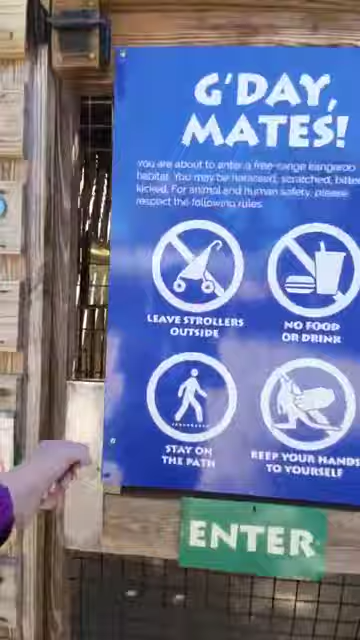 G'DAY,
MATES!
You are about to enter a free-range kangaroo
habitat. You may be harassed, scratched, bitten
kicked. For animal and human safety, please
respect the following rules.
LEAVE STROLLERS
OUTSIDE
NO FOOD
OR DRINK
STAY ON
THE PATH
KEEP YOUR HANDS
TO YOURSELF
ENTER